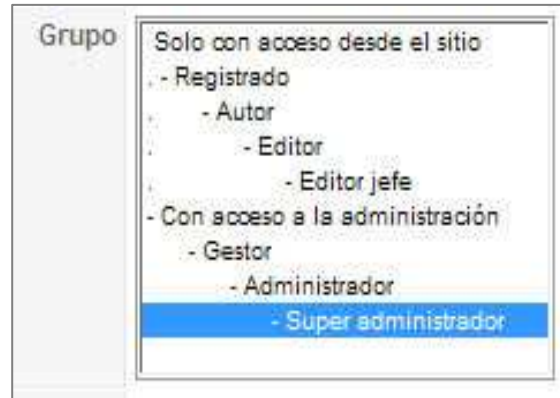 Grupo
Solo con acceso desde el sitio
. - Registrado
. - Autor
. - Editor
. - Editor jefe
- Con acceso a la administración
- Gestor
- Administrador
- Super administrador